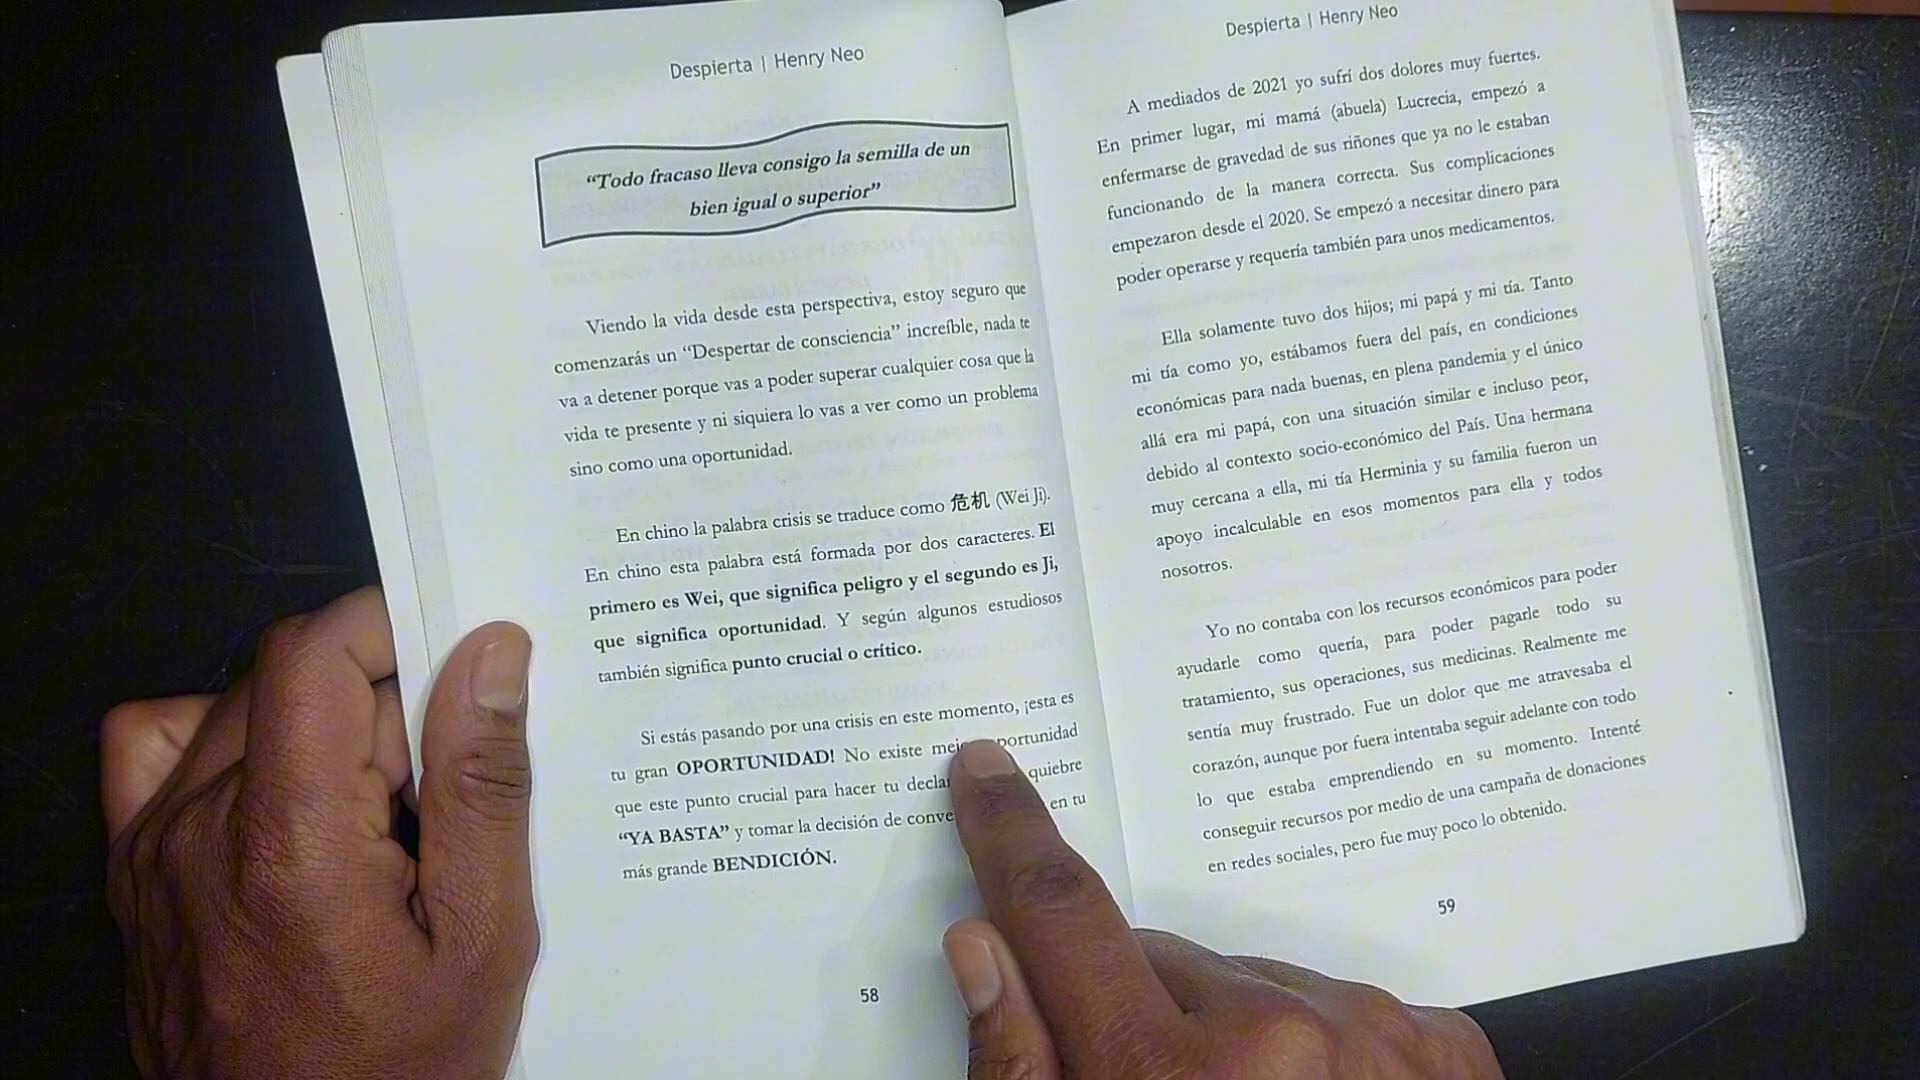 Despierta | Henry Neo
“Todo fracaso lleva consigo la semilla de un
bien igual o superior”
Viendo la vida desde esta perspectiva, estoy seguro que
comenzarás un “Despertar de consciencia” increíble, nada te
va a detener porque vas a poder superar cualquier cosa que la
vida te presente y ni siquiera lo vas a ver como un problema
sino como una oportunidad.
En chino la palabra crisis se traduce como 危机 (Wei Ji).
En chino esta palabra está formada por dos caracteres. El
primero es Wei, que significa peligro y el segundo es Ji,
que significa oportunidad. Y según algunos estudiosos
también significa punto crucial o crítico.
Si estás pasando por una crisis en este momento, ¡esta es
tu gran OPORTUNIDAD! No existe
que este punto crucial para hacer tu quiebre
“YA BASTA” y tomar la decisión de en tu
más grande BENDICIÓN.
58
Despierta | Henry Neo
A mediados de 2021 yo sufrí dos dolores muy fuertes.
En primer lugar, mi mamá (abuela) Lucrecia, empezó a
enfermarse de gravedad de sus riñones que ya no le estaban
funcionando de la manera correcta. Sus complicaciones
empezaron desde el 2020. Se empezó a necesitar dinero para
poder operarse y requería también para unos medicamentos.
Ella solamente tuvo dos hijos; mi papá y mi tía. Tanto
mi tía como yo, estábamos fuera del país, en condiciones
económicas para nada buenas, en plena pandemia y el único
allá era mi papá, con una situación similar e incluso peor,
debido al contexto socio-económico del País. Una hermana
muy cercana a ella, mi tía Herminia y su familia fueron un
apoyo incalculable en esos momentos para ella y todos
nosotros.
Yo no contaba con los recursos económicos para poder
ayudarle como quería, para poder pagarle todo su
tratamiento, sus operaciones, sus medicinas. Realmente me
sentía muy frustrado. Fue un dolor que me atravesaba el
corazón, aunque por fuera intentaba seguir adelante con todo
lo que estaba emprendiendo en su momento. Intenté
conseguir recursos por medio de una campaña de donaciones
en redes sociales, pero fue muy poco lo obtenido.
59